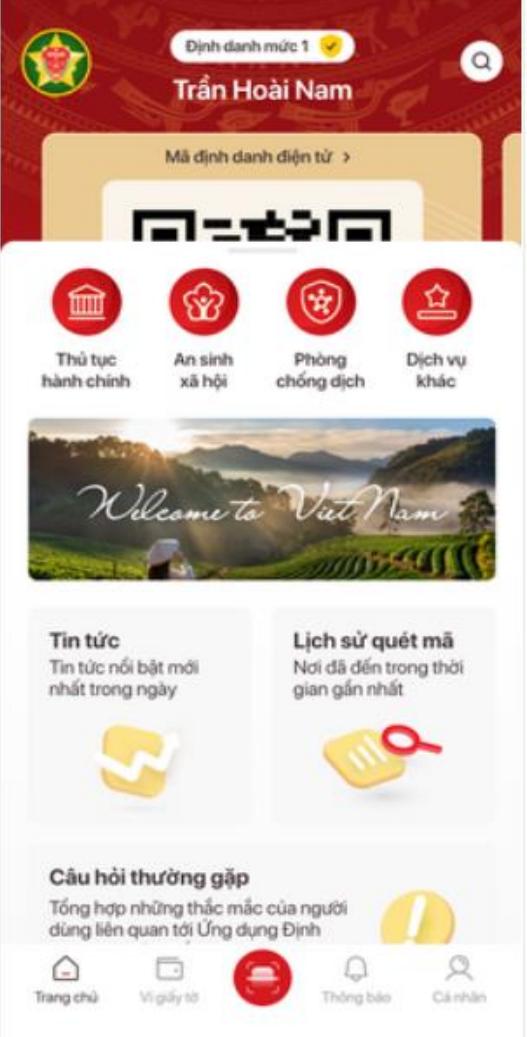 Định danh mức 1
Trần Hoài Nam
Mã định danh điện tử >
Thủ tục
hành chính
An sinh
xã hội
Phòng
chống dịch
Dịch vụ
khác
Welcome to Việt Nam
Tin tức
Tin tức nổi bật mới
nhất trong ngày
Lịch sử quét mã
Nơi đã đến trong thời
gian gần nhất
Câu hỏi thường gặp
Tổng hợp những thắc mắc của người
dùng liên quan tới Ứng dụng Định
Trang chủ
Ví giấy tờ
Thông báo
Cá nhân